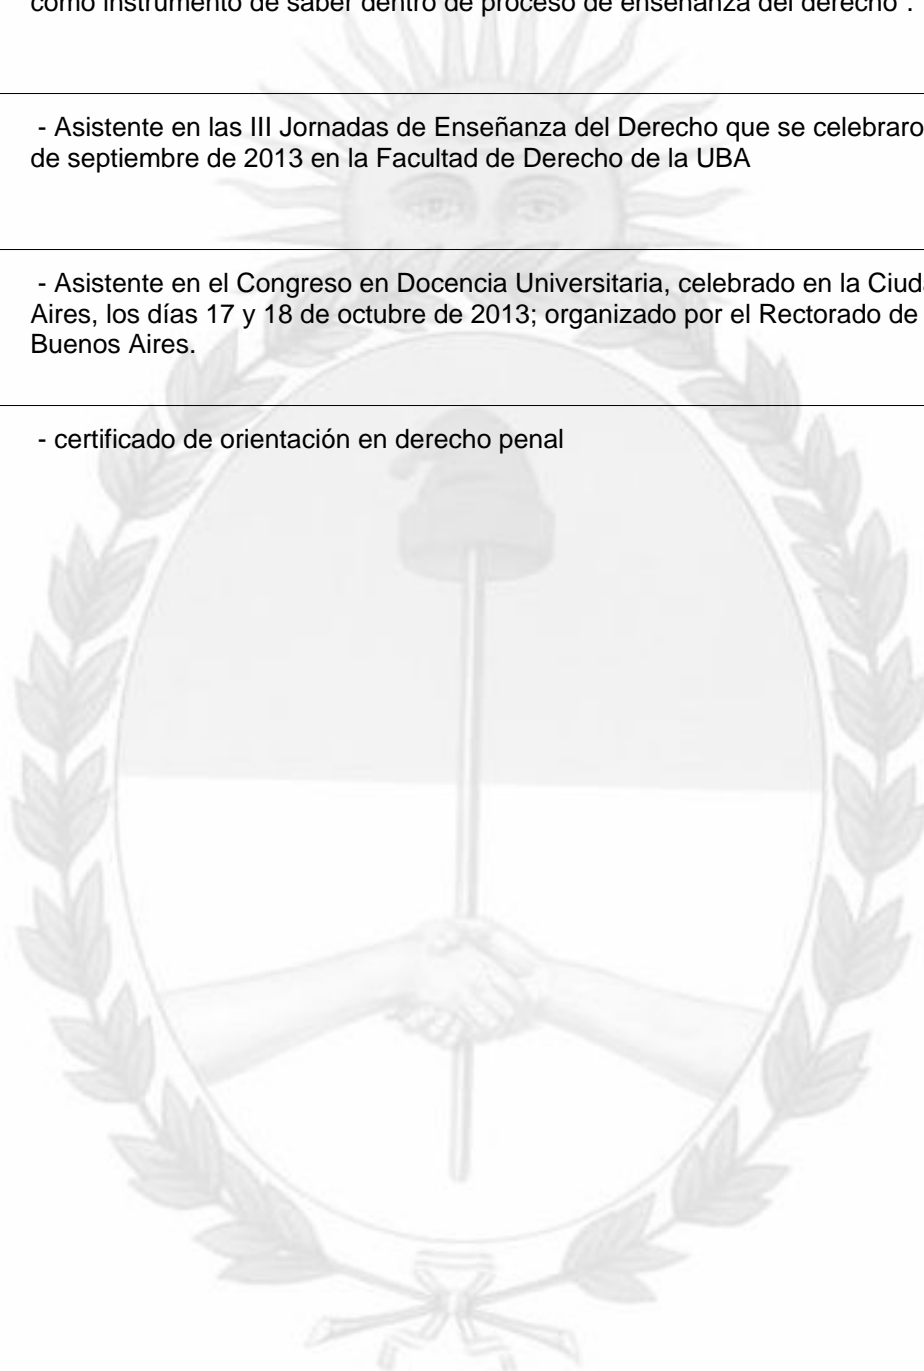 como instrumento de saber dentro de proceso de enseñanza del derecho".
- Asistente en las III Jornadas de Enseñanza del Derecho que se celebraro
de septiembre de 2013 en la Facultad de Derecho de la UBA
- Asistente en el Congreso en Docencia Universitaria, celebrado en la Ciud
Aires, los días 17 y 18 de octubre de 2013; organizado por el Rectorado de
Buenos Aires.
- certificado de orientación en derecho penal